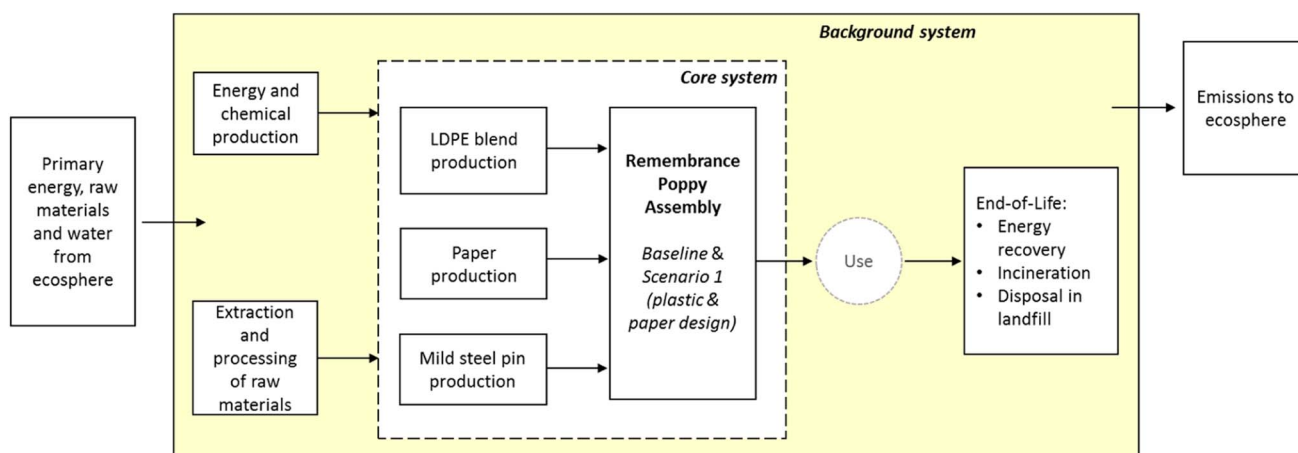 Background system
Core system
Primary
energy, raw
materials
and water
from
ecosphere
Energy and
chemical
production
Extraction
and
processing
of raw
materials
LDPE blend
production
Paper
production
Mild steel pin
production
Remembrance
Poppy
Assembly
Baseline &
Scenario 1
(plastic &
paper design)
Use
End-of-Life:
• Energy
recovery
• Incineration
• Disposal in
landfill
Emissions to
ecosphere